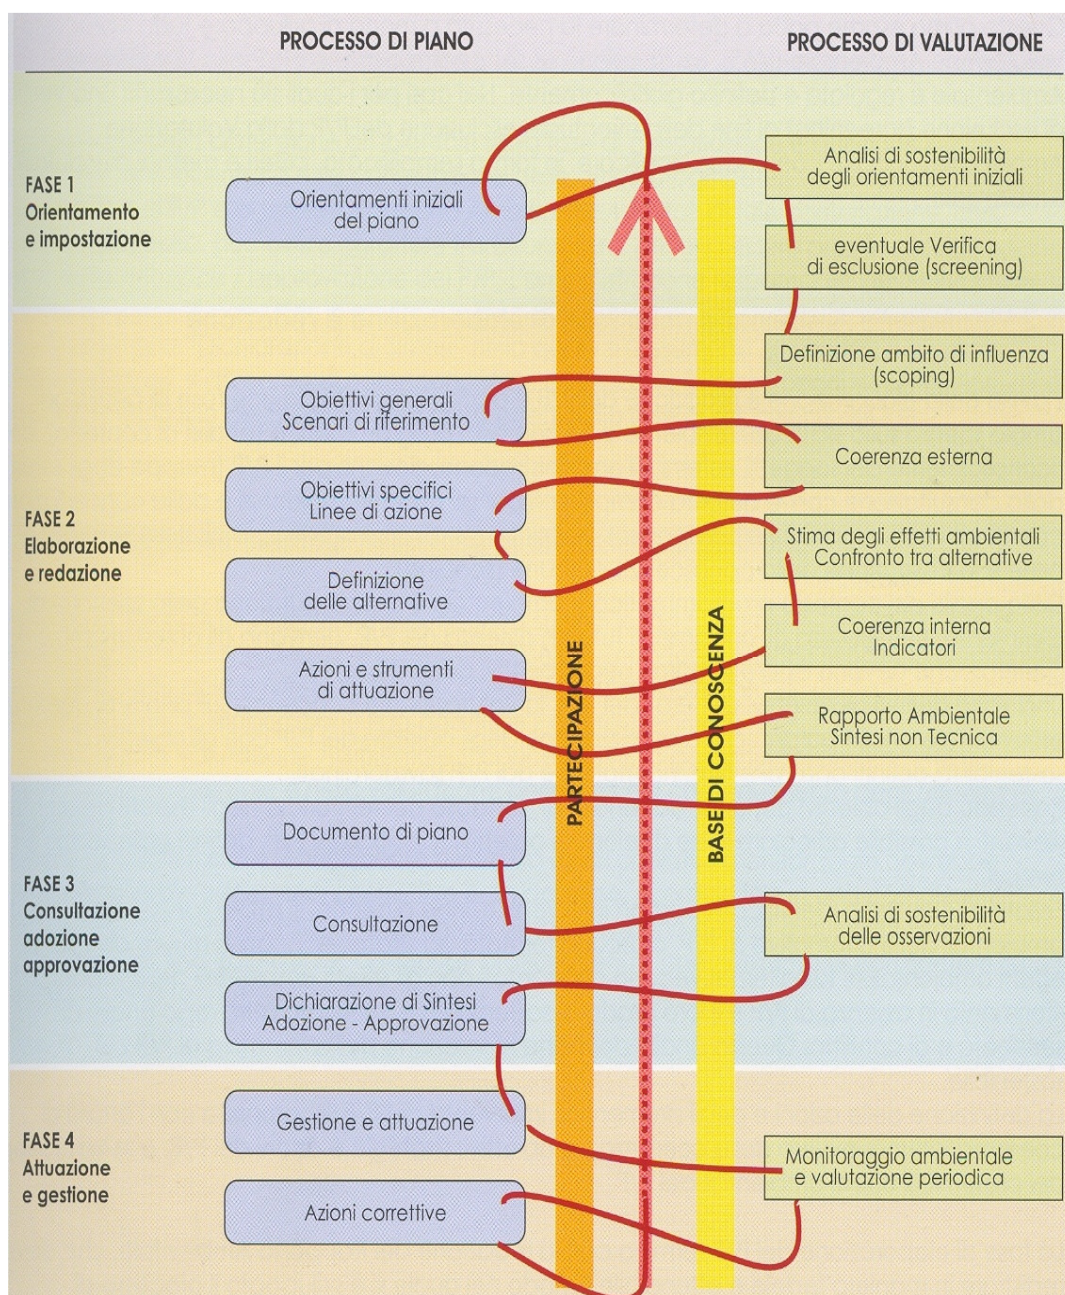 PROCESSO DI PIANO
PROCESSO DI VALUTAZIONE
FASE 1
Orientamento
e impostazione
Orientamenti iniziali
del piano
Analisi di sostenibilità
degli orientamenti iniziali
eventuale Verifica
di esclusione (screening)
FASE 2
Elaborazione
e redazione
Definizione ambito di influenza
(scoping)
Obiettivi generali
Scenari di riferimento
Coerenza esterna
Obiettivi specifici
Linee di azione
Stima degli effetti ambientali
Confronto tra alternative
Definizione
delle alternative
Coerenza interna
Indicatori
Azioni e strumenti
di attuazione
Rapporto Ambientale
Sintesi non Tecnica
PARTECIPAZIONE
BASE DI CONOSCENZA
FASE 3
Consultazione
adozione
approvazione
Documento di piano
Consultazione
Analisi di sostenibilità
delle osservazioni
Dichiarazione di Sintesi
Adozione - Approvazione
FASE 4
Attuazione
e gestione
Gestione e attuazione
Monitoraggio ambientale
e valutazione periodica
Azioni correttive